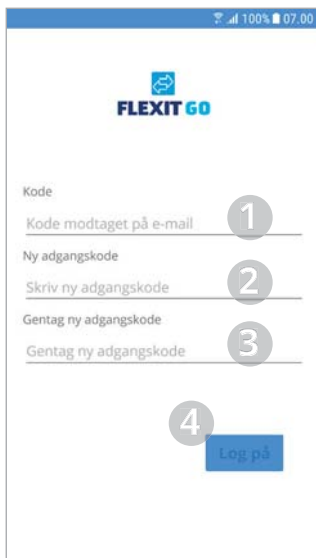 100% 07.00
FLEXIT GO
Kode
Kode modtaget på e-mail 1
Ny adgangskode
Skriv ny adgangskode 2
Gentag ny adgangskode
Gentag ny adgangskode 3
4
Log på